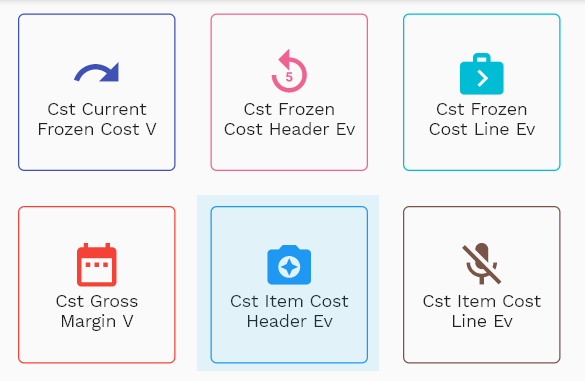 Cst Current
Frozen Cost V
5
Cst Frozen
Cost Header Ev
Cst Frozen
Cost Line Ev
Cst Gross
Margin V
Cst Item Cost
Header Ev
Cst Item Cost
Line Ev